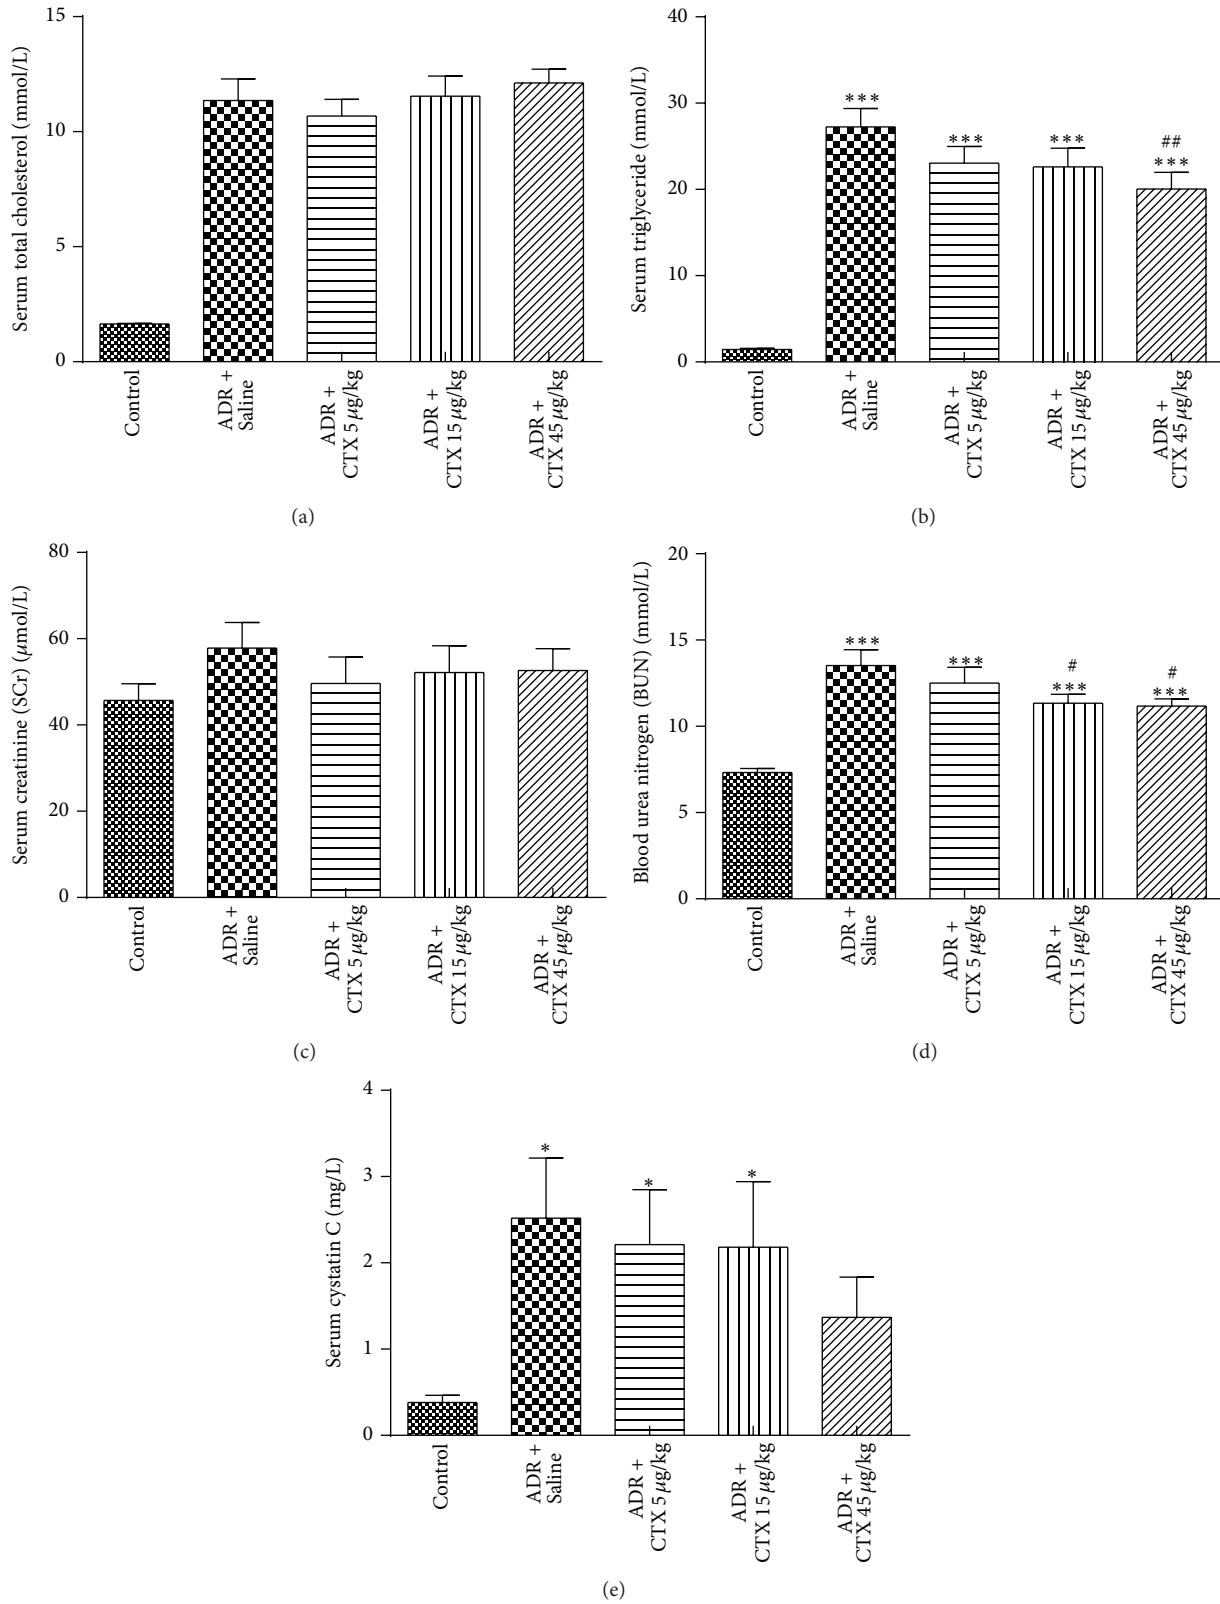 Serum total cholesterol (mmol/L)
15
10
5
0
Control
ADR +
Saline
ADR +
CTX 5 μg/kg
ADR +
CTX 15 μg/kg
ADR +
CTX 45 μg/kg
(a)
Serum triglyceride (mmol/L)
40
30
20
10
0
***
***
***
##
***
Control
ADR +
Saline
ADR +
CTX 5 μg/kg
ADR +
CTX 15 μg/kg
ADR +
CTX 45 μg/kg
(b)
Serum creatinine (SCr) (μmol/L)
80
60
40
20
0
Control
ADR +
Saline
ADR +
CTX 5 μg/kg
ADR +
CTX 15 μg/kg
ADR +
CTX 45 μg/kg
(c)
Blood urea nitrogen (BUN) (mmol/L)
20
15
10
5
0
***
***
#
***
#
***
Control
ADR +
Saline
ADR +
CTX 5 μg/kg
ADR +
CTX 15 μg/kg
ADR +
CTX 45 μg/kg
(d)
Serum cystatin C (mg/L)
4
3
2
1
0
*
*
*
Control
ADR +
Saline
ADR +
CTX 5 μg/kg
ADR +
CTX 15 μg/kg
ADR +
CTX 45 μg/kg
(e)